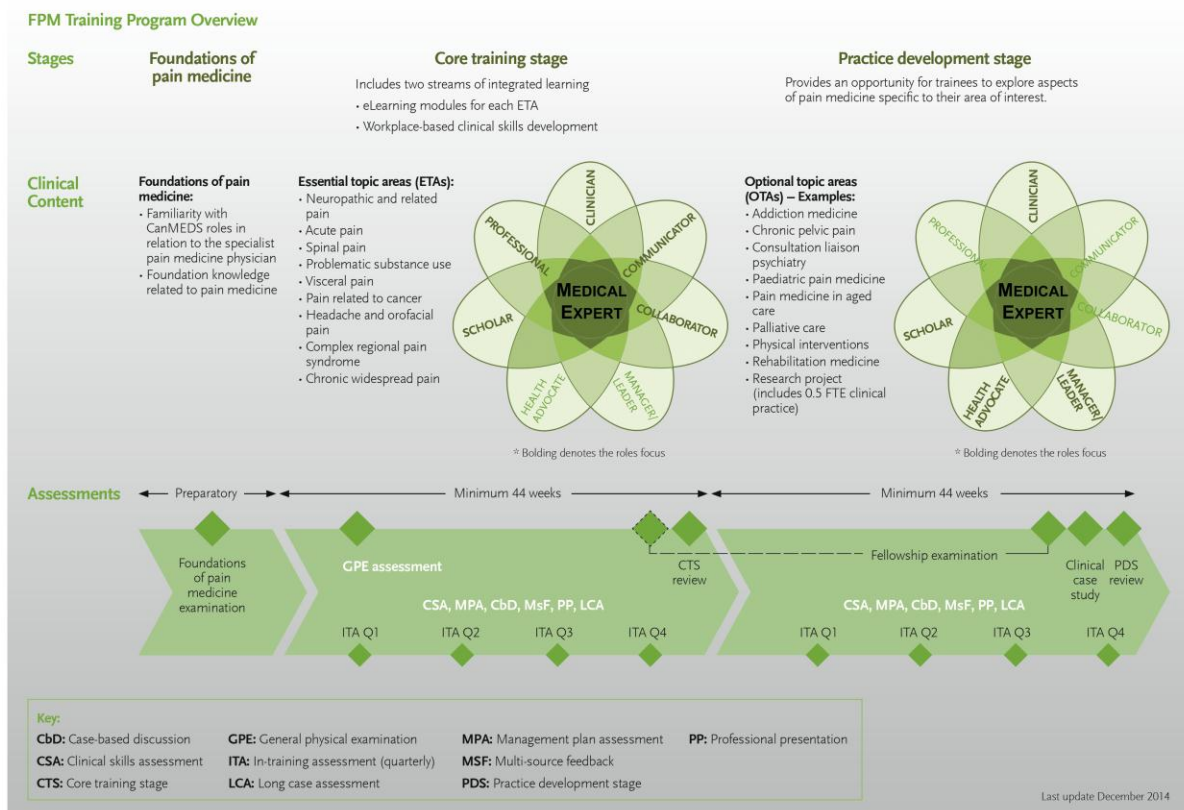 FPM Training Program Overview
Stages
Foundations of
pain medicine
Core training stage
Includes two streams of integrated learning
• eLearning modules for each ETA
• Workplace-based clinical skills development
Practice development stage
Provides an opportunity for trainees to explore aspects
of pain medicine specific to their area of interest.
Clinical
Content
Foundations of pain
medicine:
• Familiarity with
CanMEDS roles in
relation to the specialist
pain medicine physician
• Foundation knowledge
related to pain medicine
Essential topic areas (ETAs):
• Neuropathic and related
pain
• Acute pain
• Spinal pain
• Problematic substance use
• Visceral pain
• Pain related to cancer
• Headache and orofacial
pain
• Complex regional pain
syndrome
• Chronic widespread pain
CLINICIAN
PROFESSIONAL
COMMUNICATOR
MEDICAL
EXPERT
SCHOLAR
COLLABORATOR
HEALTH
ADVOCATE
MANAGER/
LEADER
* Bolding denotes the roles focus
Optional topic areas
(OTAs) – Examples:
• Addiction medicine
• Chronic pelvic pain
• Consultation liaison
psychiatry
• Paediatric pain medicine
• Pain medicine in aged
care
• Palliative care
• Physical interventions
• Rehabilitation medicine
• Research project
(includes 0.5 FTE clinical
practice)
CLINICIAN
PROFESSIONAL
COMMUNICATOR
MEDICAL
EXPERT
SCHOLAR
COLLABORATOR
HEALTH
ADVOCATE
MANAGER/
LEADER
* Bolding denotes the roles focus
Assessments
Preparatory
Minimum 44 weeks
Minimum 44 weeks
Foundations
of pain
medicine
examination
GPE assessment
CTS
review
Fellowship examination
Clinical
case
study
PDS
review
CSA, MPA, CbD, MsF, PP, LCA
CSA, MPA, CbD, MsF, PP, LCA
ITA Q1
ITA Q2
ITA Q3
ITA Q4
ITA Q1
ITA Q2
ITA Q3
ITA Q4
Key:
CbD: Case-based discussion
GPE: General physical examination
MPA: Management plan assessment
PP: Professional presentation
CSA: Clinical skills assessment
ITA: In-training assessment (quarterly)
MSF: Multi-source feedback
CTS: Core training stage
LCA: Long case assessment
PDS: Practice development stage
Last update December 2014